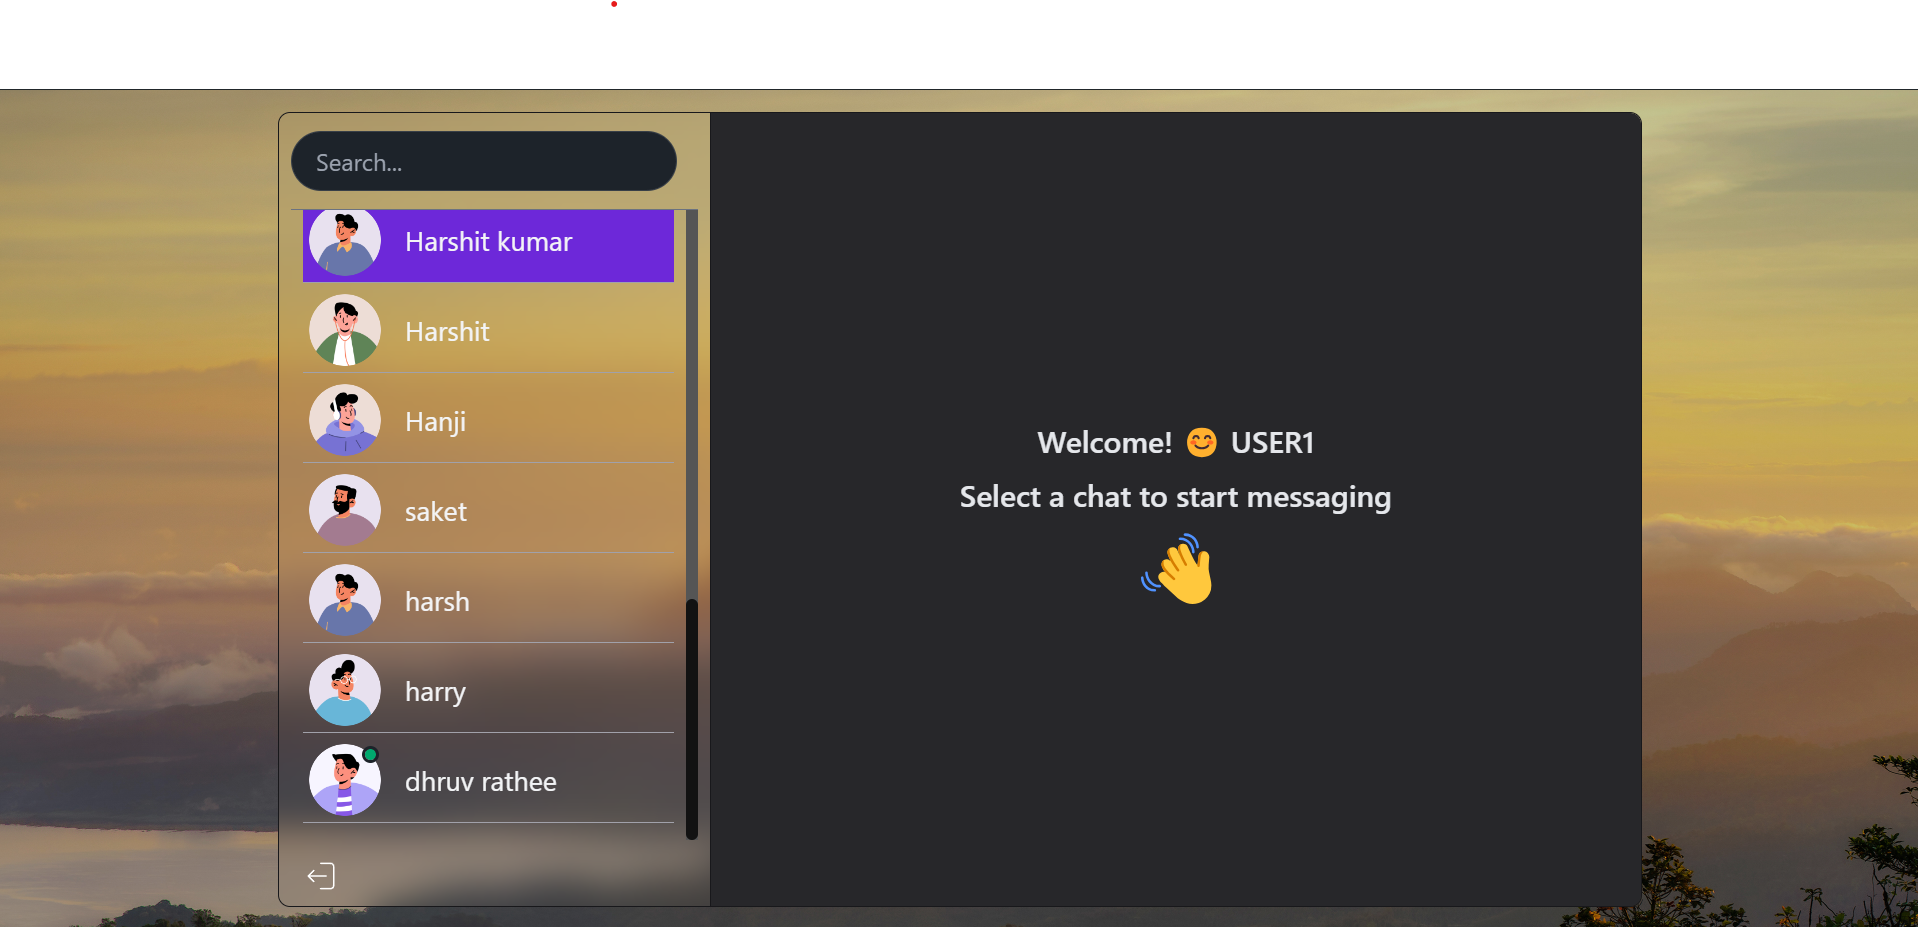 Search...
Harshit kumar
Harshit
Hanji
saket
harsh
harry
dhruv rathee
Welcome! 😊 USER1
Select a chat to start messaging
👋